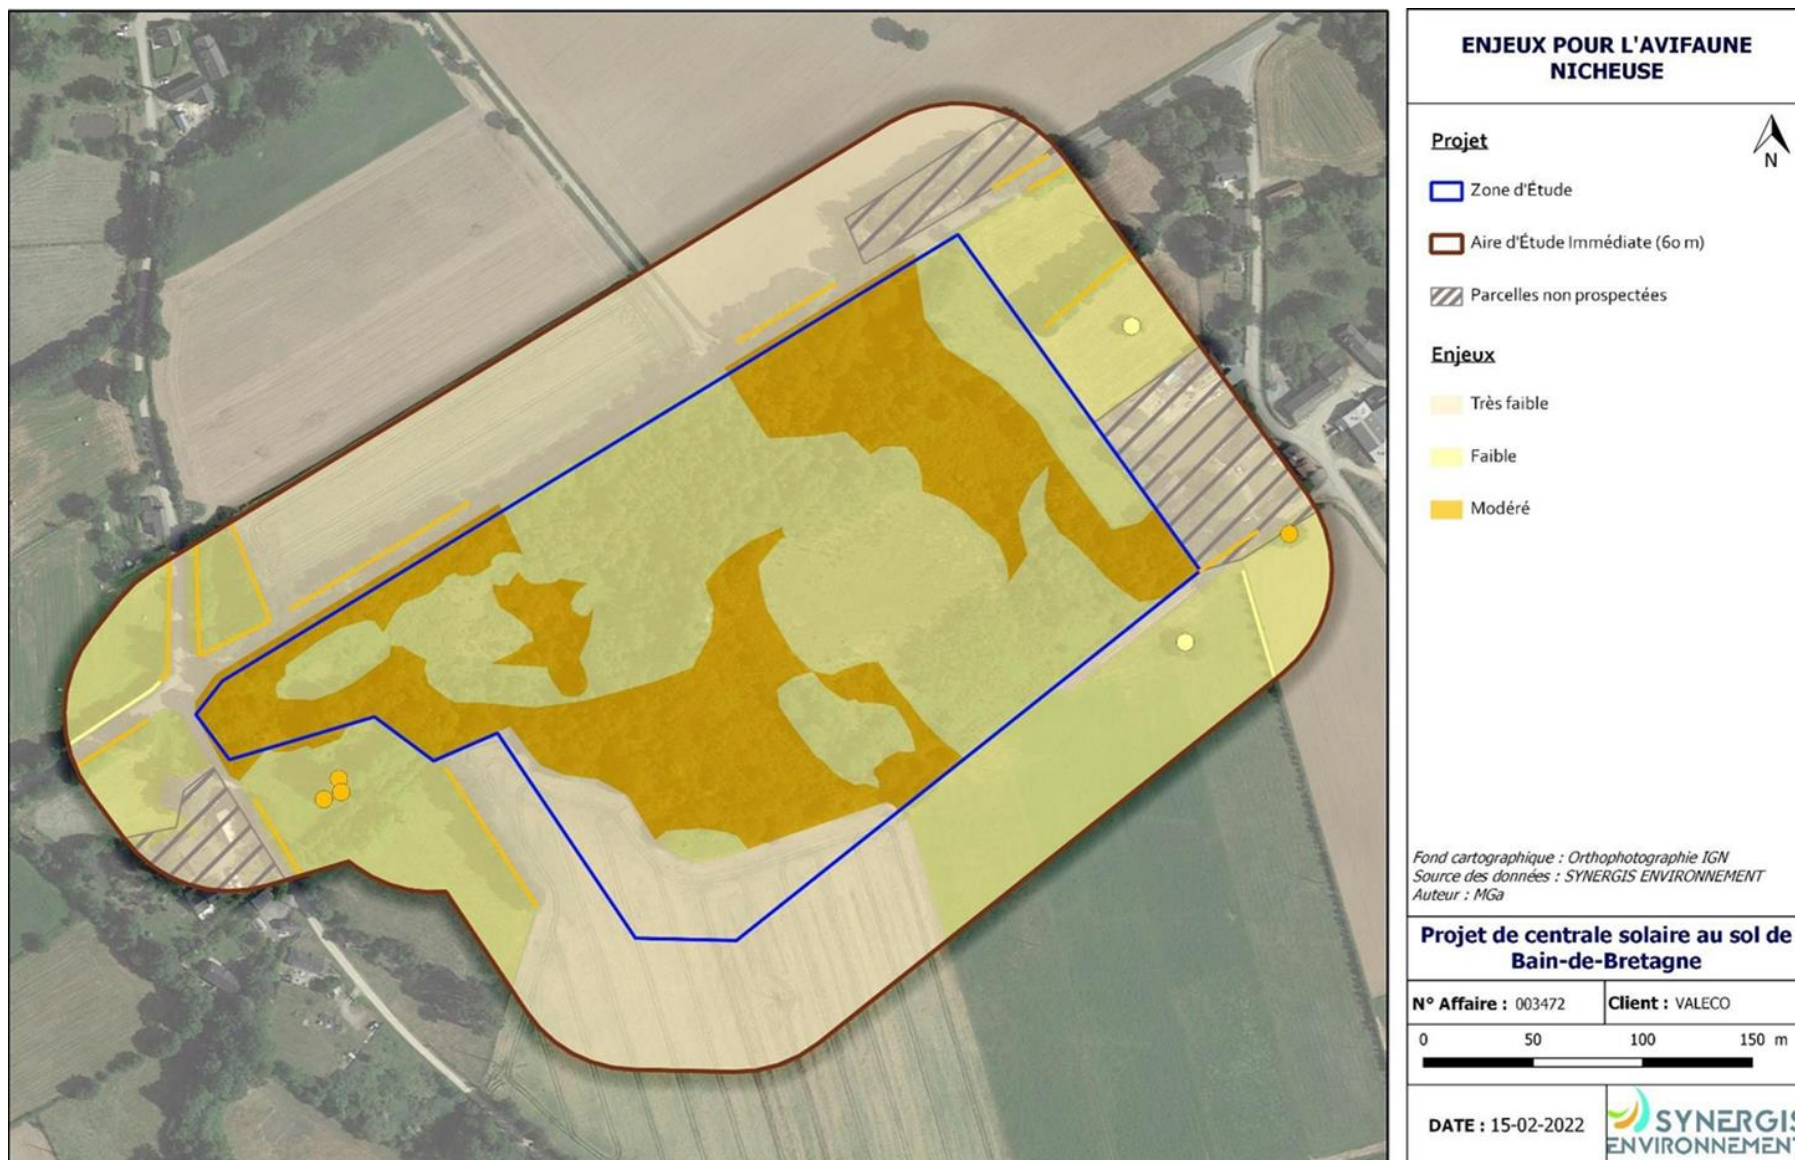 ENJEUX POUR L'AVIFAUNE
NICHEUSE
Projet
N
Zone d'Étude
Aire d'Étude Immédiate (60 m)
Parcelles non prospectées
Enjeux
Très faible
Faible
Modéré
Fond cartographique : Orthophotographie IGN
Source des données : SYNERGIS ENVIRONNEMENT
Auteur : MGa
Projet de centrale solaire au sol de
Bain-de-Bretagne
N° Affaire : 003472 Client : VALECO
0 50 100 150 m
DATE : 15-02-2022
SYNERGIS
ENVIRONNEMENT